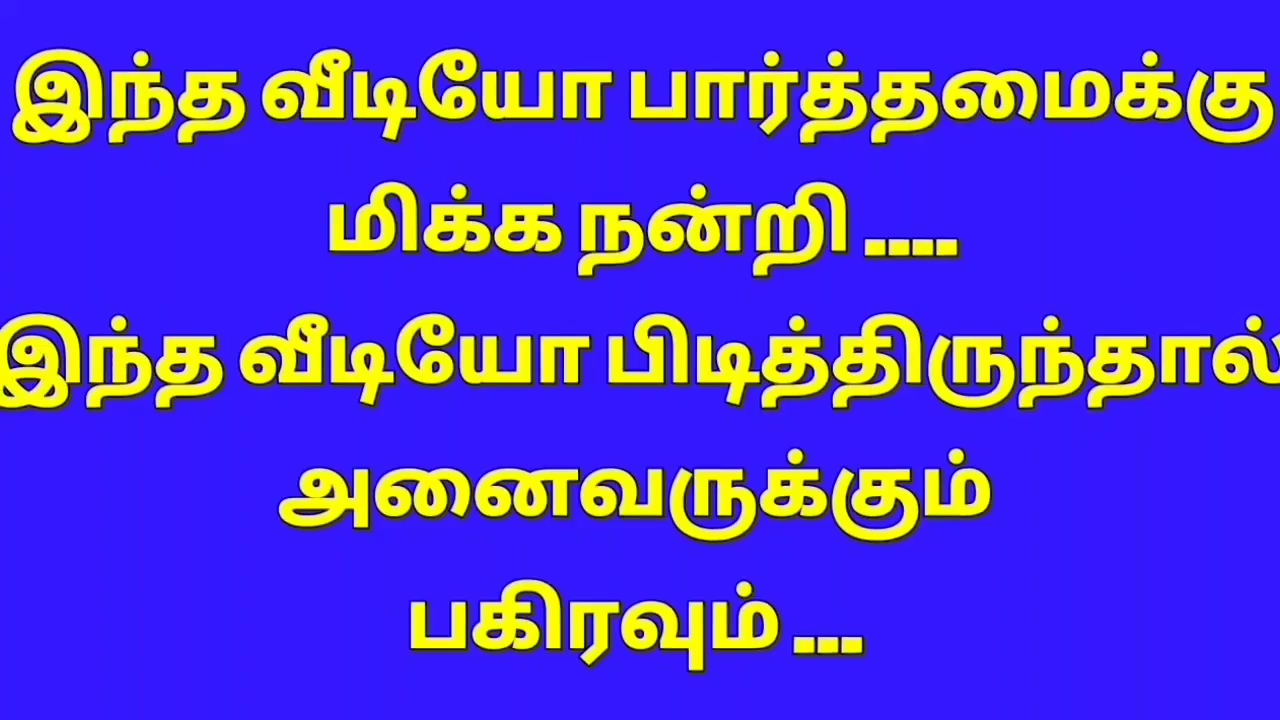 இந்த வீடியோ பார்த்தமைக்கு
மிக்க நன்றி ....
இந்த வீடியோ பிடித்திருந்தால்
அனைவருக்கும்
பகிரவும் ...